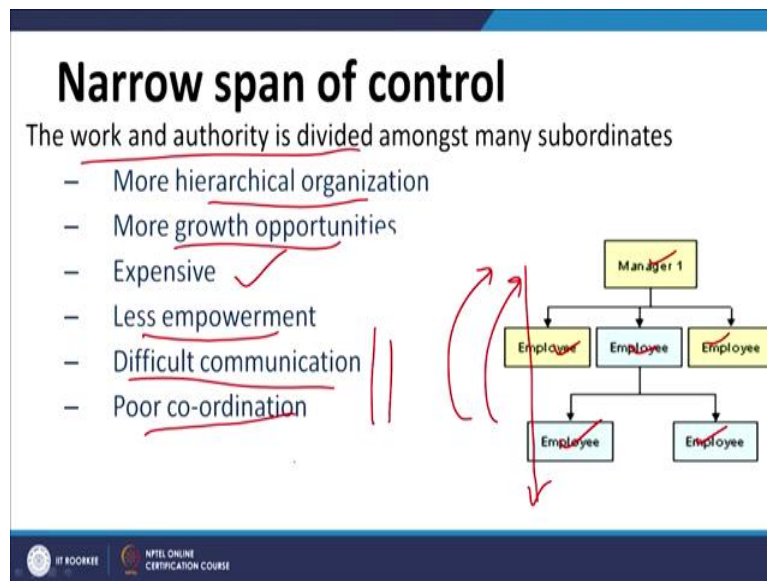 Narrow span of control
The work and authority is divided amongst many subordinates
– More hierarchical organization
– More growth opportunities
– Expensive
– Less empowerment
– Difficult communication
– Poor co-ordination
Manager 1
Employee Employee Employee
Employee Employee
IIT ROORKEE
NPTEL ONLINE
CERTIFICATION COURSE